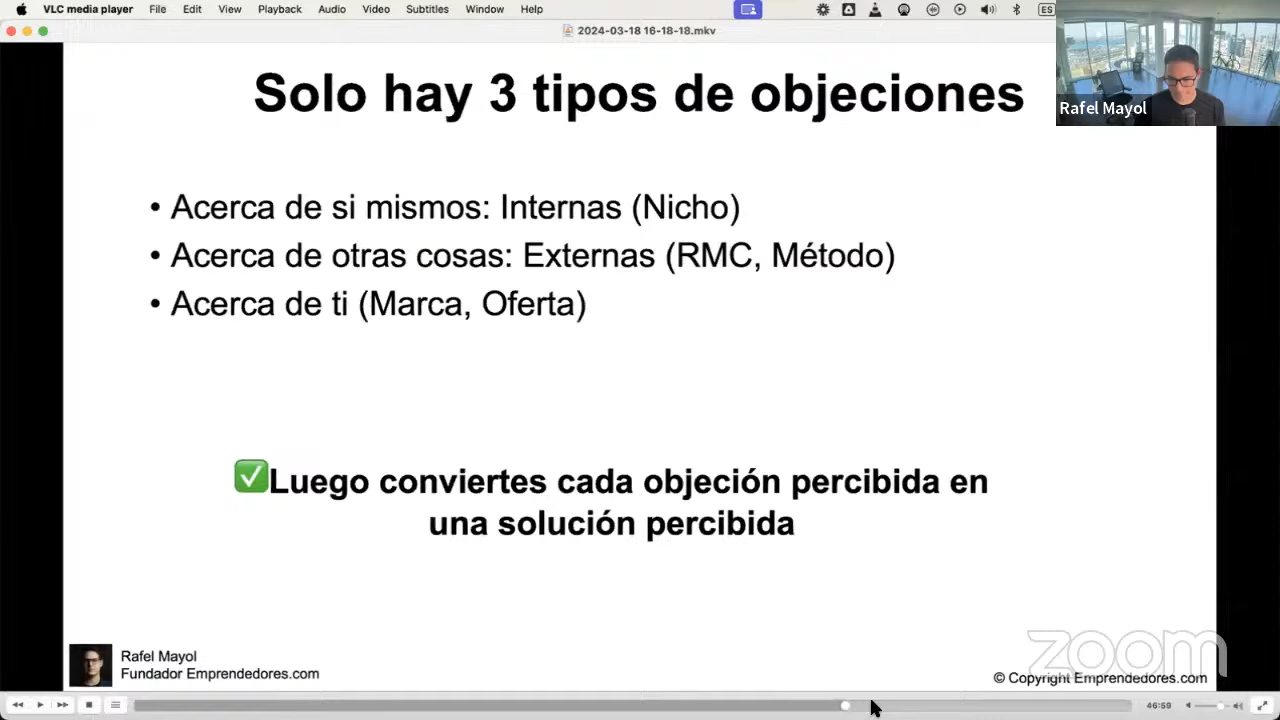 VLC media player File Edit View Playback Audio Video Subtitles Window Help ES
2024-03-18 16-18-18.mkv
Rafel Mayol
Solo hay 3 tipos de objeciones
• Acerca de si mismos: Internas (Nicho)
• Acerca de otras cosas: Externas (RMC, Método)
• Acerca de ti (Marca, Oferta)
✅Luego conviertes cada objeción percibida en
una solución percibida
Rafel Mayol
Fundador Emprendedores.com
zoom
© Copyright Emprendedores.com
46:59